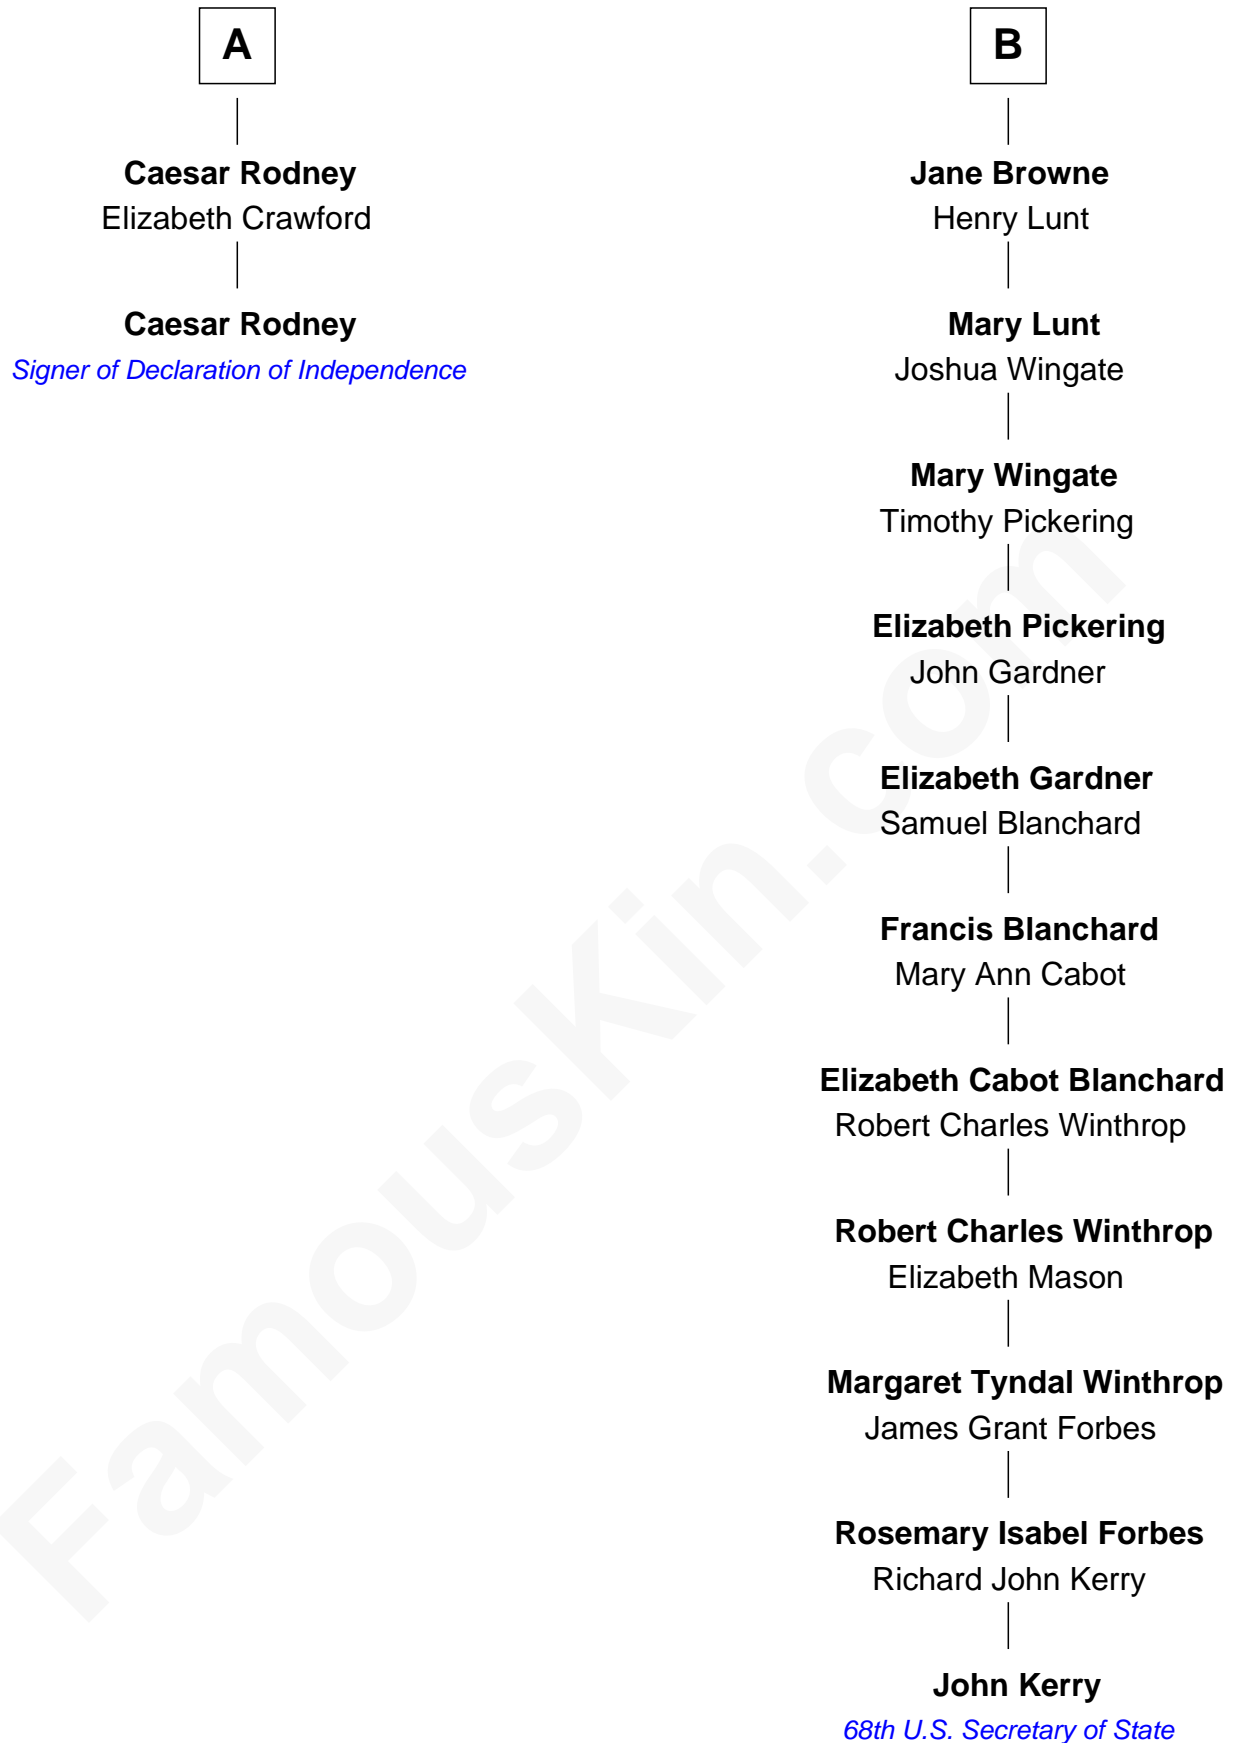 A
Caesar Rodney
Elizabeth Crawford
Caesar Rodney
Signer of Declaration of Independence
B
Jane Browne
Henry Lunt
Mary Lunt
Joshua Wingate
Mary Wingate
Timothy Pickering
Elizabeth Pickering
John Gardner
Elizabeth Gardner
Samuel Blanchard
Francis Blanchard
Mary Ann Cabot
Elizabeth Cabot Blanchard
Robert Charles Winthrop
Robert Charles Winthrop
Elizabeth Mason
Margaret Tyndal Winthrop
James Grant Forbes
Rosemary Isabel Forbes
Richard John Kerry
John Kerry
68th U.S. Secretary of State
FamousKin.com